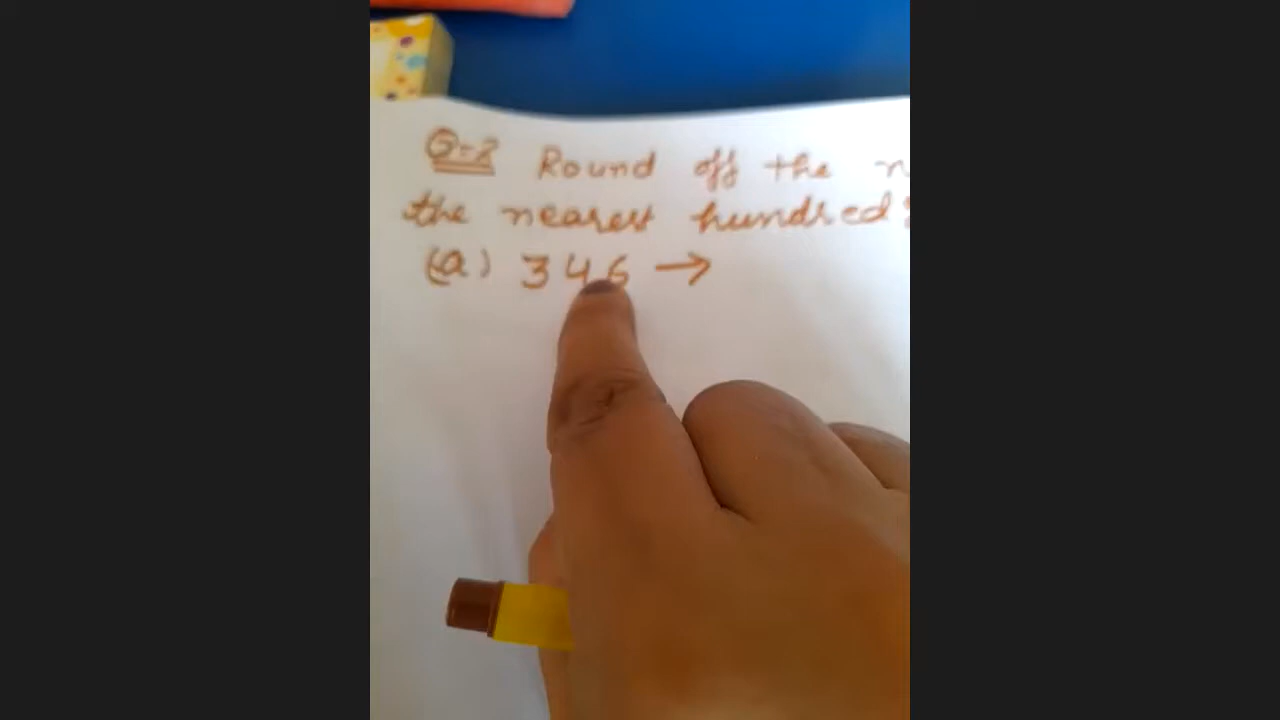 Q-2 Round off the
the nearest hundred
(a) 346 →